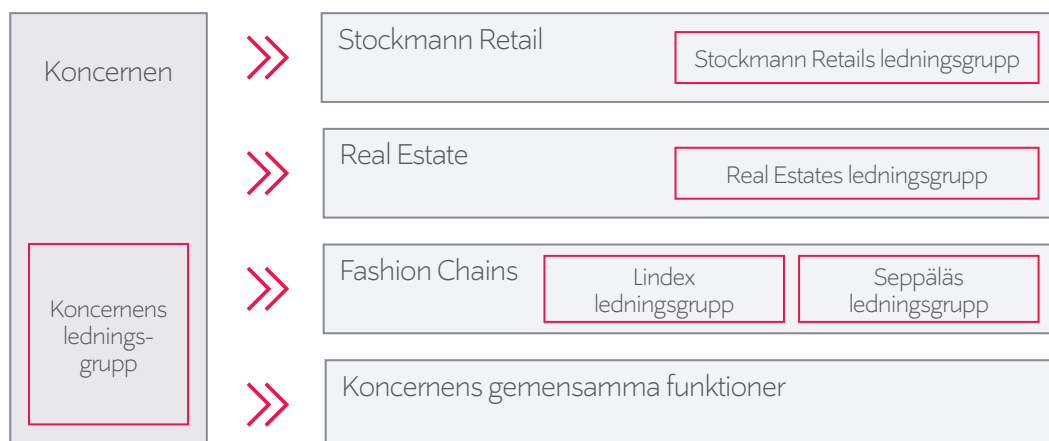 Koncernen
Koncernens
lednings-
grupp
Stockmann Retail
Stockmann Retails ledningsgrupp
Real Estate
Real Estates ledningsgrupp
Fashion Chains
Lindex
ledningsgrupp
Seppäläs
ledningsgrupp
Koncernens gemensamma funktioner